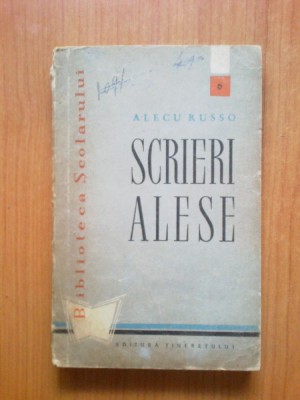 6
ALECU RUSSO
SCRIERI
ALESE
Biblioteca Școlarului
EDITURA TINERETULUI